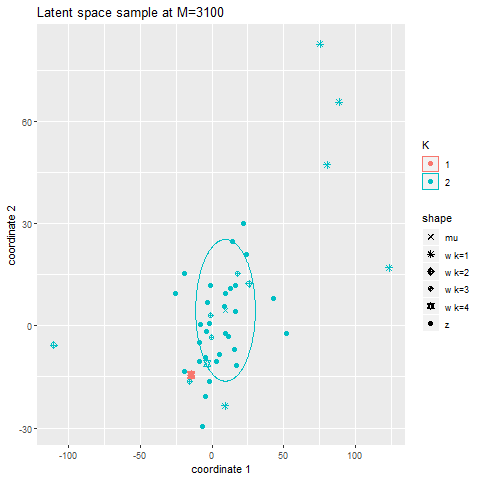 Latent space sample at M=3100
60
30
0
-30
coordinate 2
-100
-50
0
50
100
coordinate 1
K
1
2
shape
mu
w k=1
w k=2
w k=3
w k=4
z